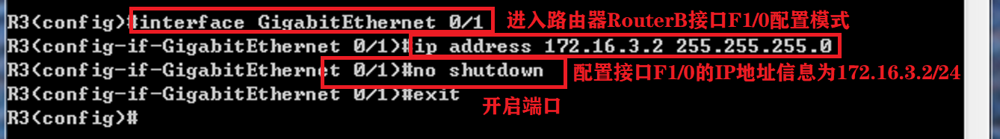 R3(config)#interface GigabitEthernet 0/1 进入路由器RouterB接口F1/0配置模式
R3(config-if-GigabitEthernet 0/1)#ip address 172.16.3.2 255.255.255.0
R3(config-if-GigabitEthernet 0/1)#no shutdown 配置接口F1/0的IP地址信息为172.16.3.2/24
R3(config-if-GigabitEthernet 0/1)#exit
开启端口
R3(config)#